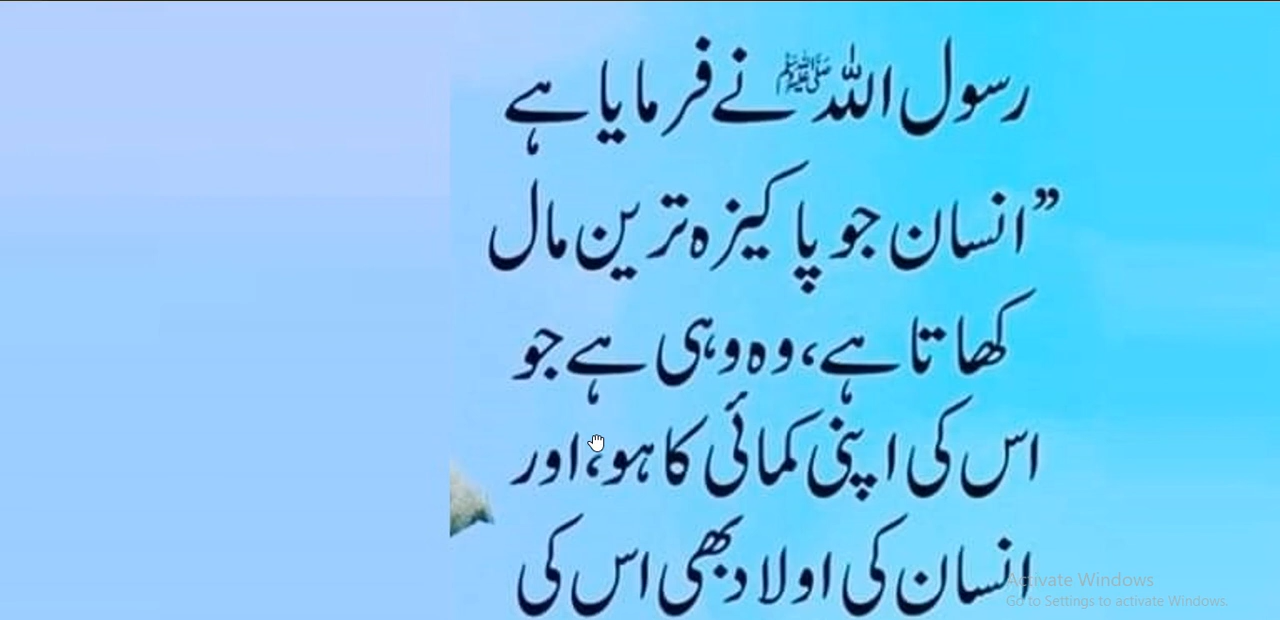 رسول اللہ ﷺ نے فرمایا ہے
”انسان جو پاکیزہ ترین مال
کھاتا ہے، وہ وہی ہے جو
اس کی اپنی کمائی کا ہو، اور
انسان کی اولاد بھی اس کی
Activate Windows
Go to Settings to activate Windows.